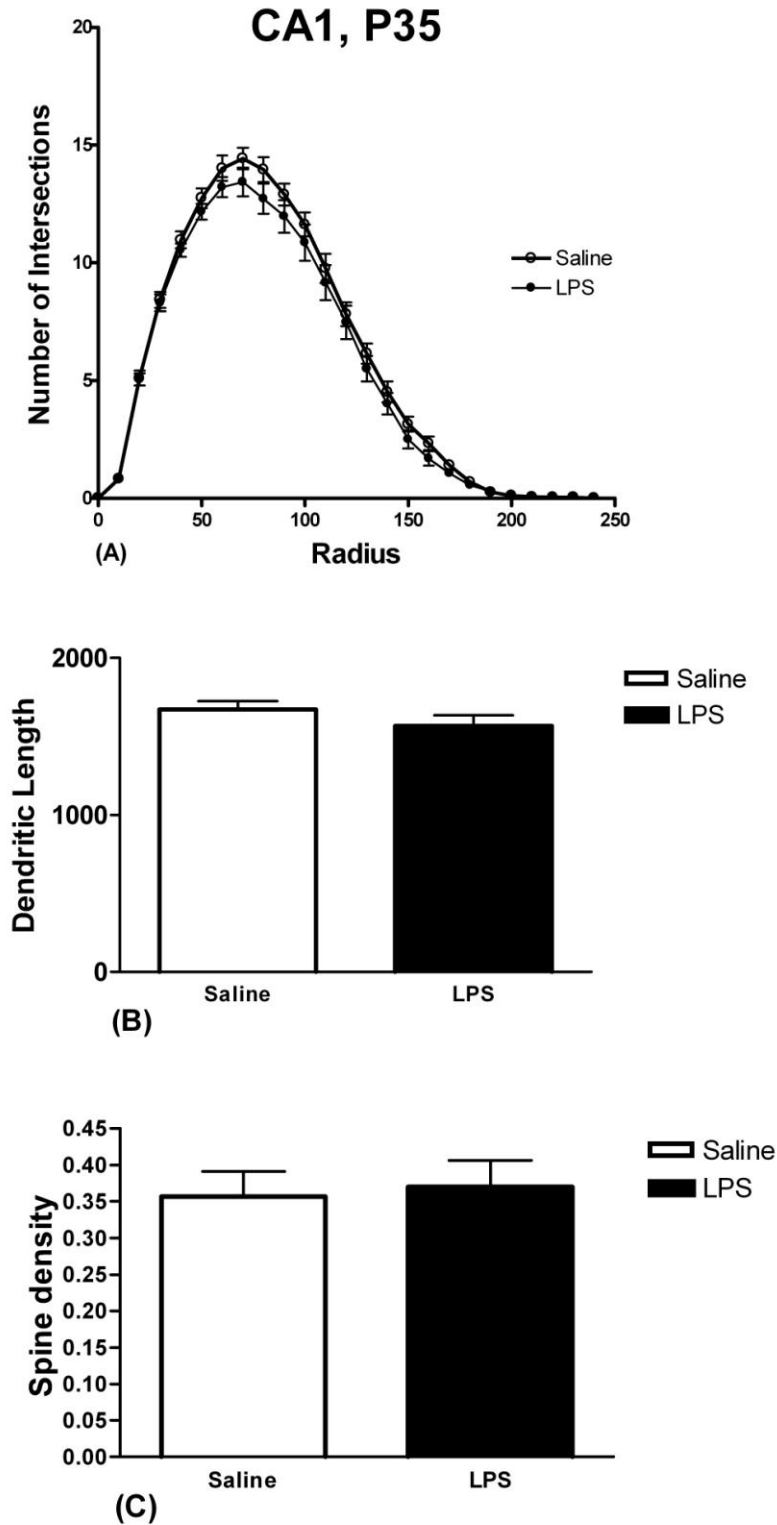 CA1, P35
20
15
10
5
0
Number of Intersections
Saline
LPS
0 50 100 150 200 250
(A) Radius
2000
1000
0
Dendritic Length
Saline
LPS
Saline LPS
(B)
0.45
0.40
0.35
0.30
0.25
0.20
0.15
0.10
0.05
0.00
Spine density
Saline
LPS
Saline LPS
(C)